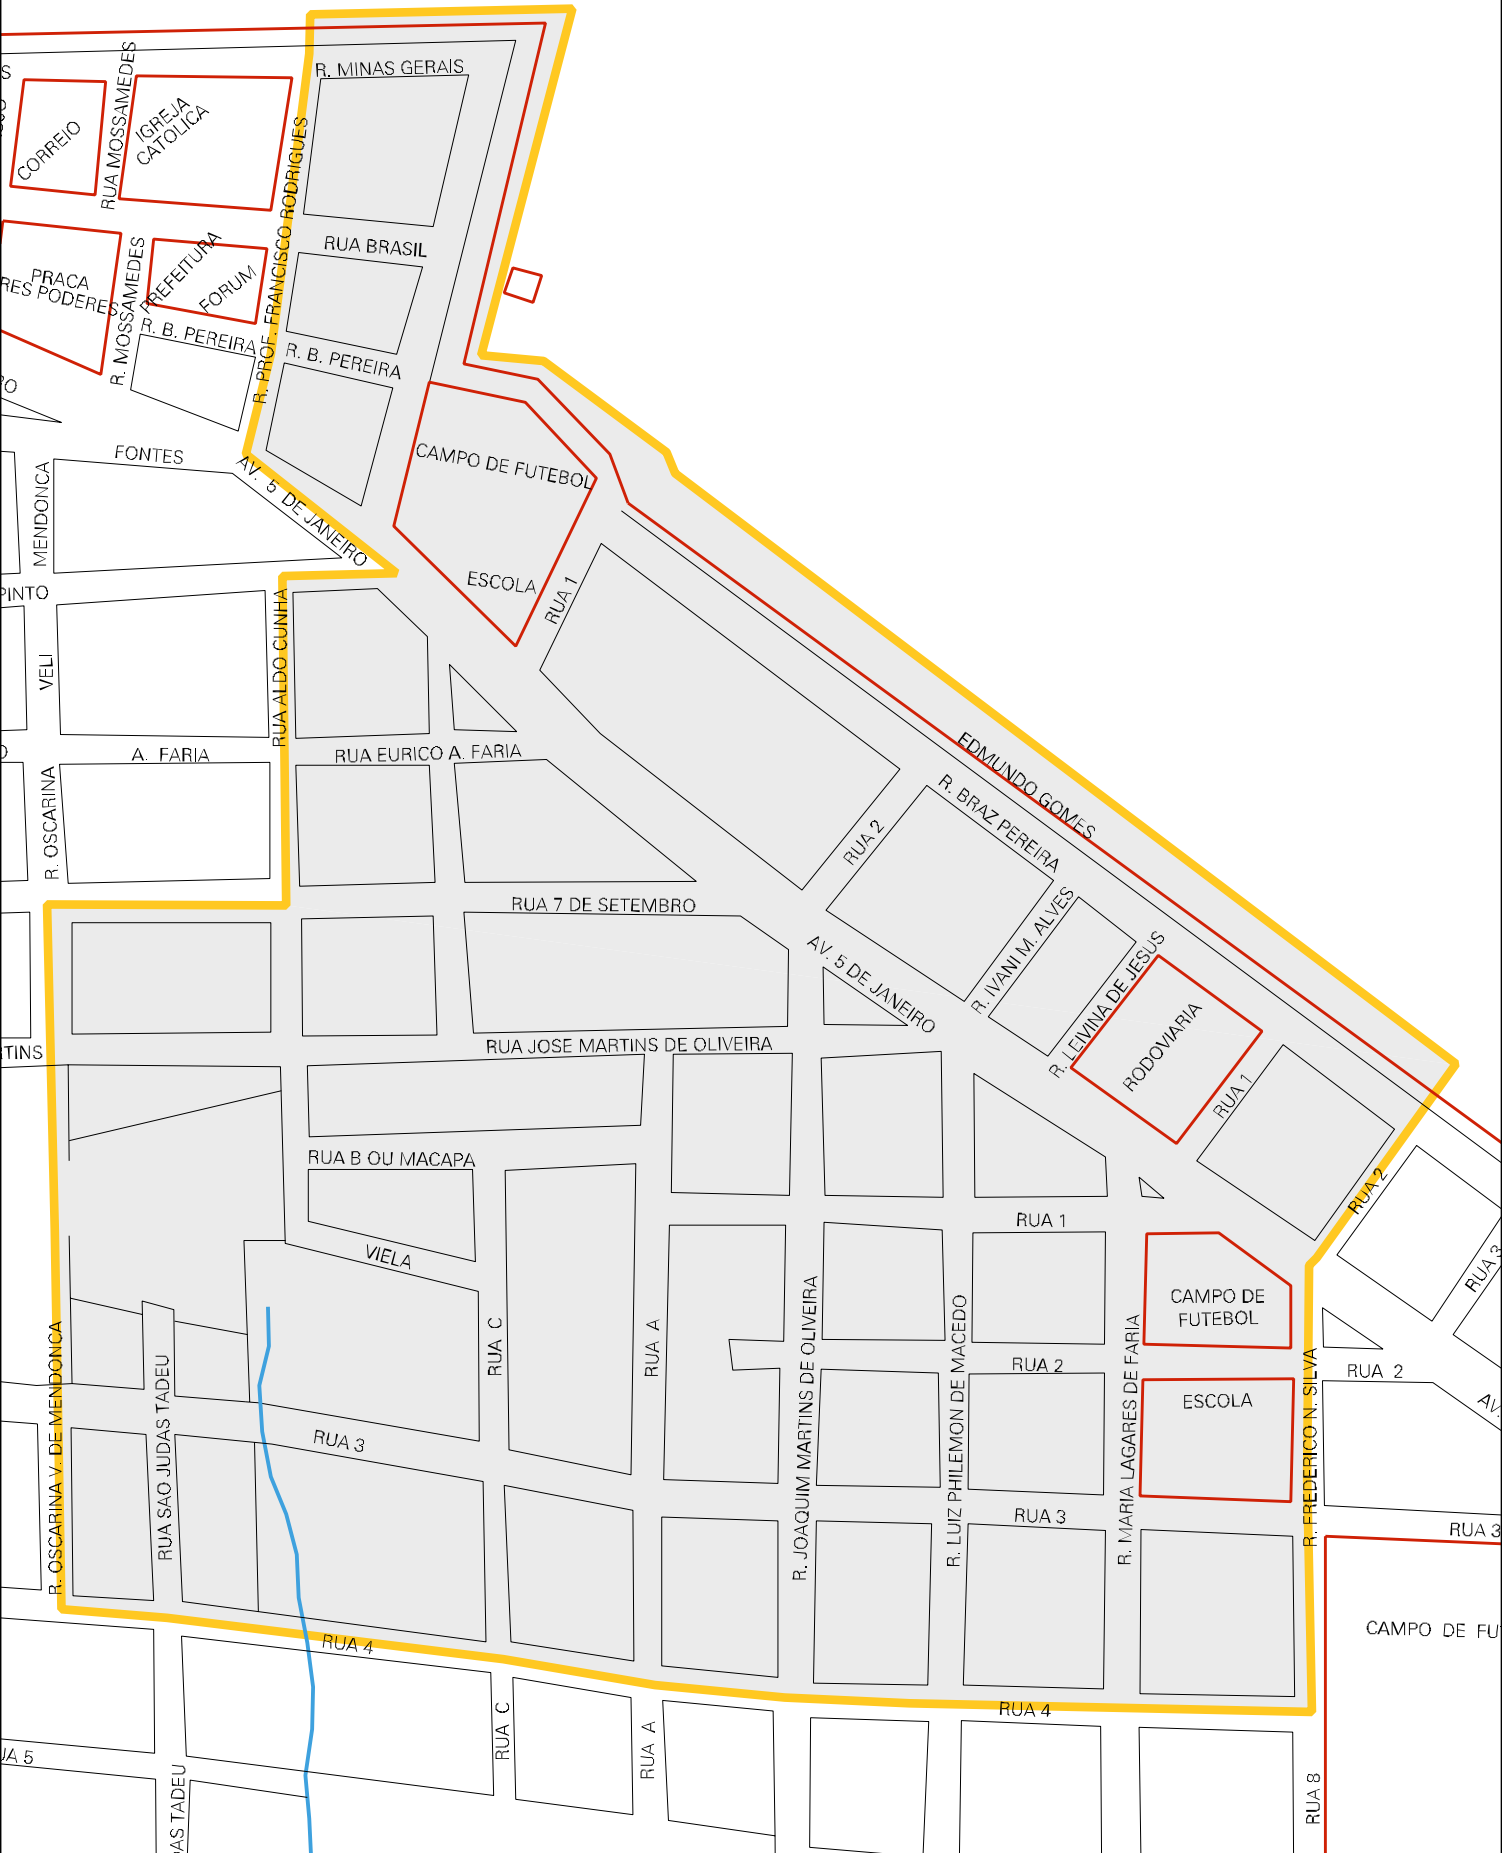 R. MINAS GERAIS
RUA MOSSAMEDES
IGREJA
CATOLICA
CORREIO
R. PROF. FRANCISCO RODRIGUES
RUA BRASIL
PREFEITURA
FORUM
PRACA
RES PODERES
R. MOSSAMEDES
R. B. PEREIRA
R. B. PEREIRA
FONTES
AV. 5 DE JANEIRO
CAMPO DE FUTEBOL
ESCOLA
MENDONCA
PINTO
RUA 1
RUA ALDO CUNHA
VELI
A. FARIA
RUA EURICO A. FARIA
EDMUNDO GOMES
R. BRAZ PEREIRA
R. OSCARINA
RUA 2
RUA 7 DE SETEMBRO
R. IVANI M. ALVES
AV. 5 DE JANEIRO
R. LEIVINA DE JESUS
RODOVIARIA
RTINS
RUA JOSE MARTINS DE OLIVEIRA
RUA 1
RUA B OU MACAPA
RUA 2
RUA 1
VIELA
RUA 3
CAMPO DE
FUTEBOL
R. OSCARINA V. DE MENDONCA
RUA SAO JUDAS TADEU
RUA C
RUA A
R. JOAQUIM MARTINS DE OLIVEIRA
R. LUIZ PHILEMON DE MACEDO
RUA 2
R. MARIA LAGARES DE FARIA
R. FREDERICO N. SILVA
RUA 2
ESCOLA
AV.
RUA 3
RUA 3
RUA 3
CAMPO DE FU
RUA 4
RUA 4
RUA C
RUA A
UA 5
DAS TADEU
RUA 8